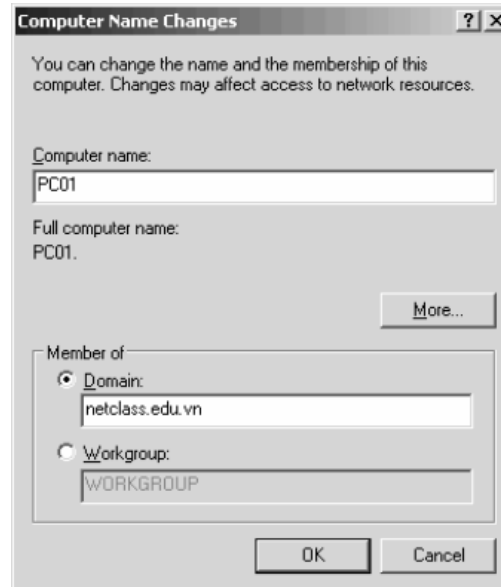 Computer Name Changes
You can change the name and the membership of this
computer. Changes may affect access to network resources.
Computer name:
PC01
Full computer name:
PC01.
More...
Member of
Domain:
netclass.edu.vn
Workgroup:
WORKGROUP
OK Cancel